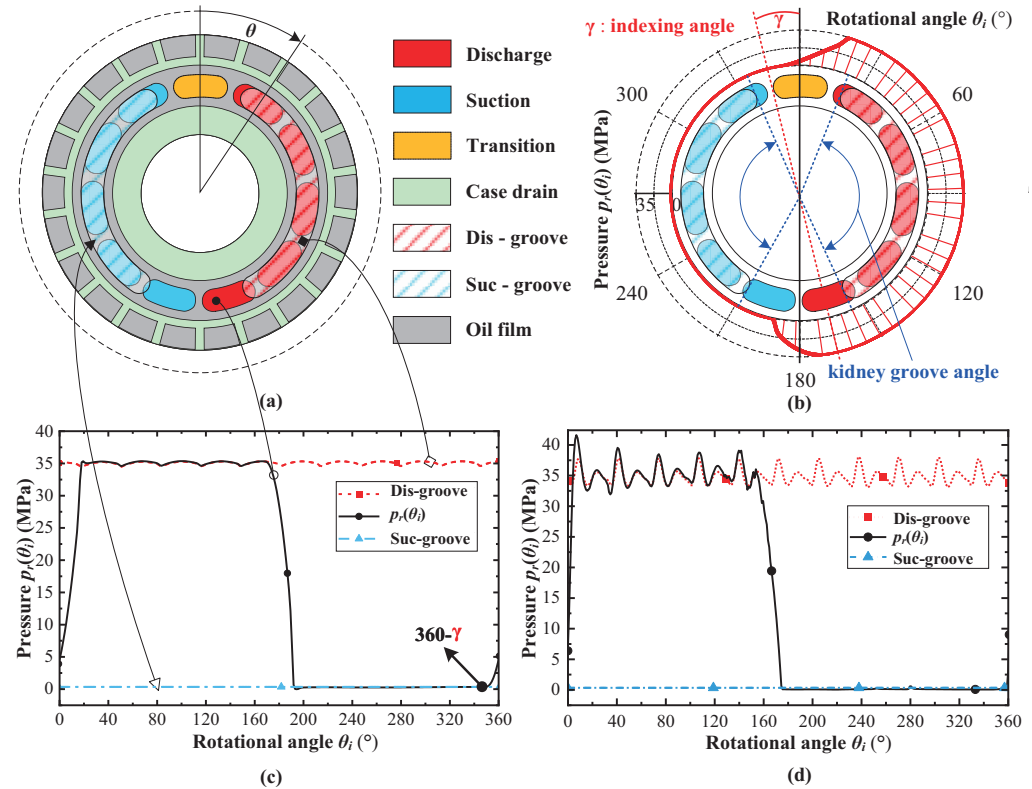 (a)
θ
Discharge
Suction
Transition
Case drain
Dis - groove
Suc - groove
Oil film
γ : indexing angle
γ
Rotational angle θi (°)
300
60
35
0
Pressure pr(θi) (MPa)
240
120
180
kidney groove angle
(a)
(b)
40
35
30
25
20
15
10
5
0
Pressure pr(θi) (MPa)
Dis-groove
pr(θi)
Suc-groove
360-γ
0 40 80 120 160 200 240 280 320 360
Rotational angle θi (°)
(c)
40
35
30
25
20
15
10
5
0
Pressure pr(θi) (MPa)
Dis-groove
pr(θi)
Suc-groove
0 40 80 120 160 200 240 280 320 360
Rotational angle θi (°)
(d)